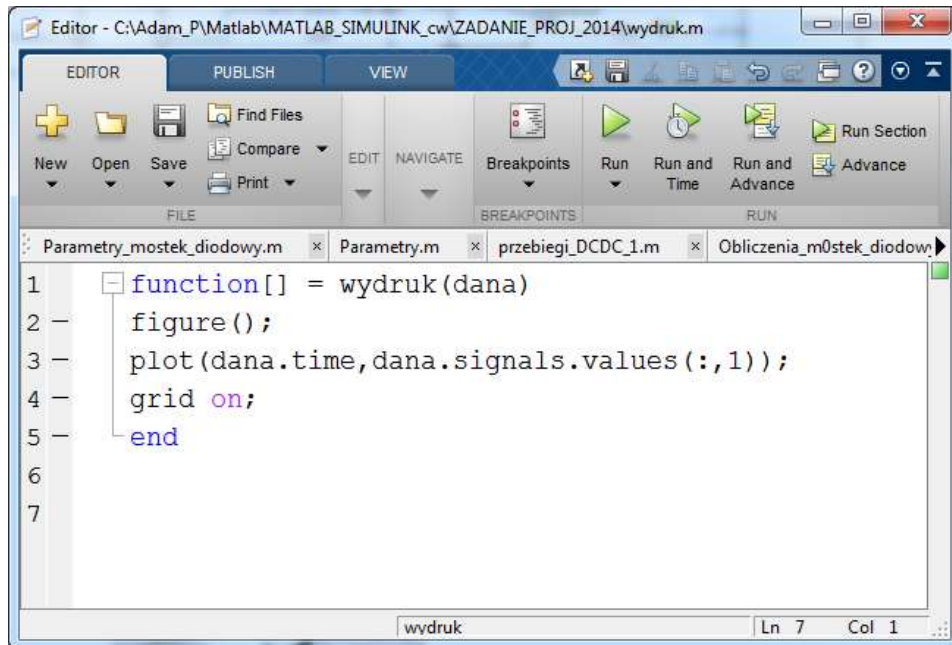 Editor - C:\Adam_P\Matlab\MATLAB_SIMULINK_cw\ZADANIE_PROJ_2014\wydruk.m
EDITOR PUBLISH VIEW
New Open Save Find Files Compare Print
EDIT NAVIGATE Breakpoints Run Run and Time Run and Advance Run Section Advance
FILE BREAKPOINTS RUN
Parametry_mostek_diodowy.m × Parametry.m × przebiegi_DCDC_1.m × Obliczenia_m0stek_diodowy
1 function[] = wydruk(dana)
2 — figure();
3 — plot(dana.time,dana.signals.values(:,1));
4 — grid on;
5 — end
6
7
wydruk Ln 7 Col 1